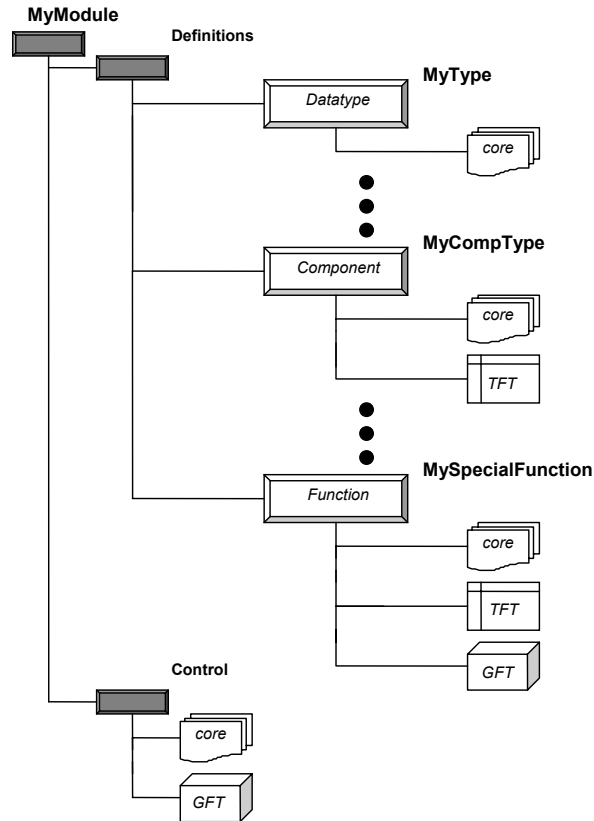 MyModule
Definitions
MyType
Datatype
core
MyCompType
Component
core
TFT
MySpecialFunction
Function
core
TFT
GFT
Control
core
GFT